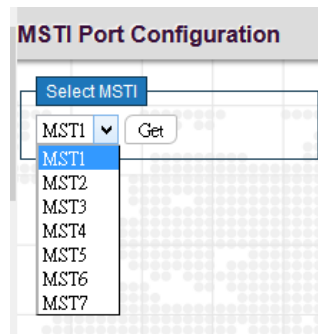 MSTI Port Configuration
Select MSTI
MST1 Get
MST1
MST2
MST3
MST4
MST5
MST6
MST7